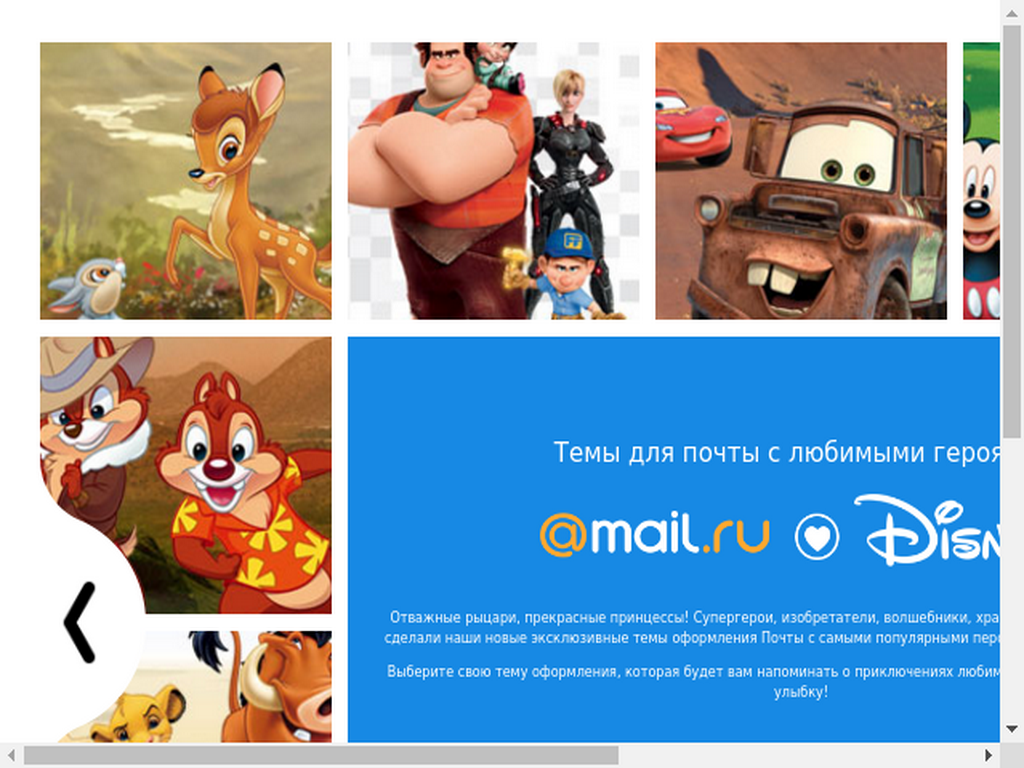 Темы для почты с любимыми геро
@mail.ru Disn
Отважные рыцари, прекрасные принцессы! Супергерои, изобретатели, волшебники, хра
сделали наши новые эксклюзивные темы оформления Почты с самыми популярными пер
Выберите свою тему оформления, которая будет вам напоминать о приключениях любим
улыбку!